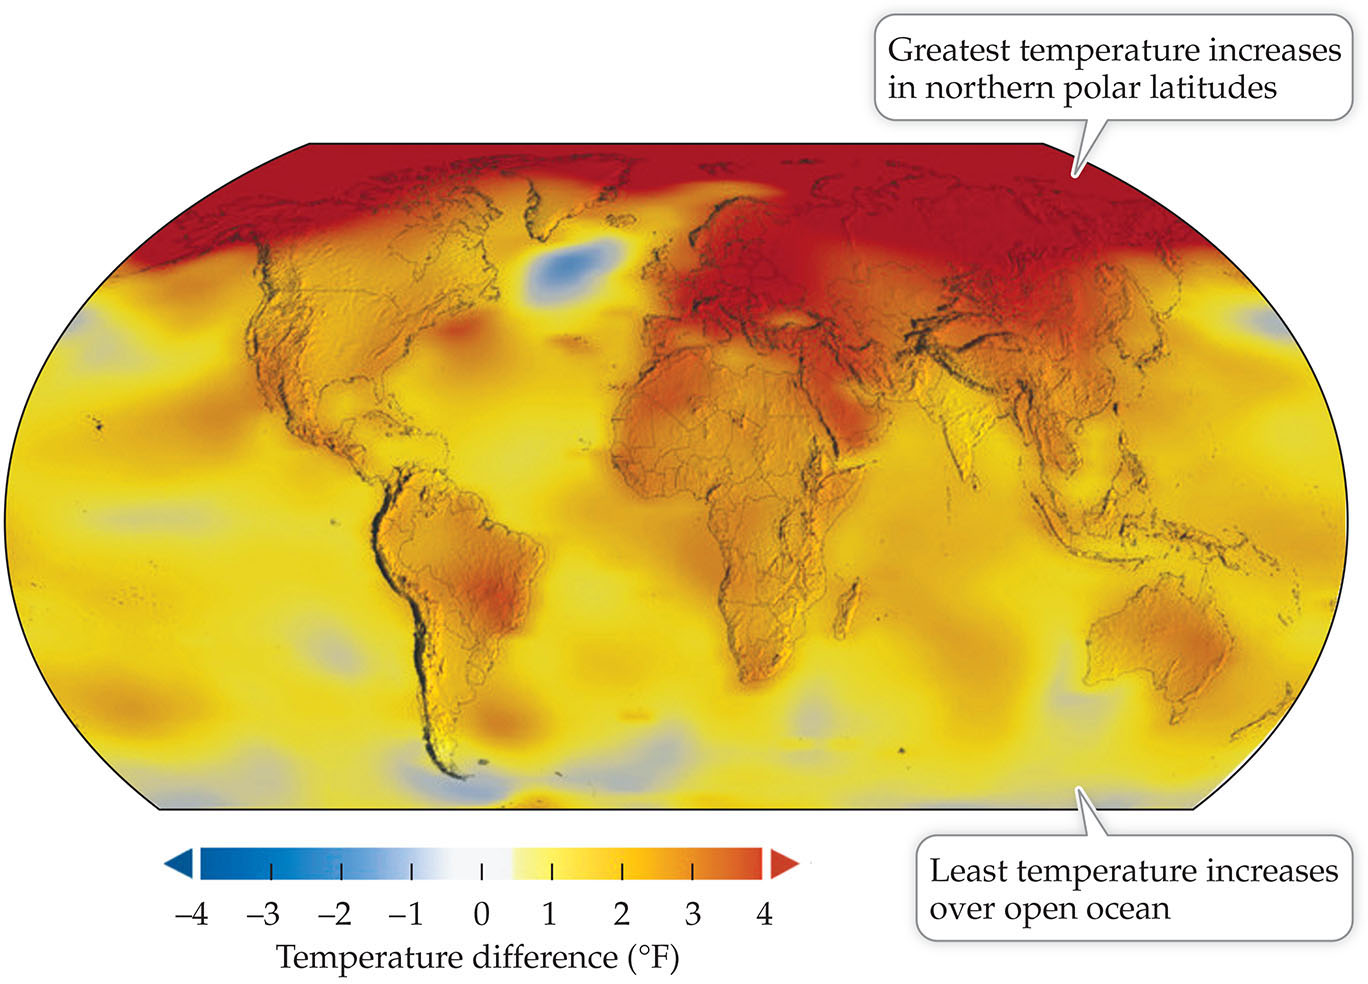 Greatest temperature increases
in northern polar latitudes
–4 –3 –2 –1 0 1 2 3 4
Temperature difference (°F)
Least temperature increases
over open ocean